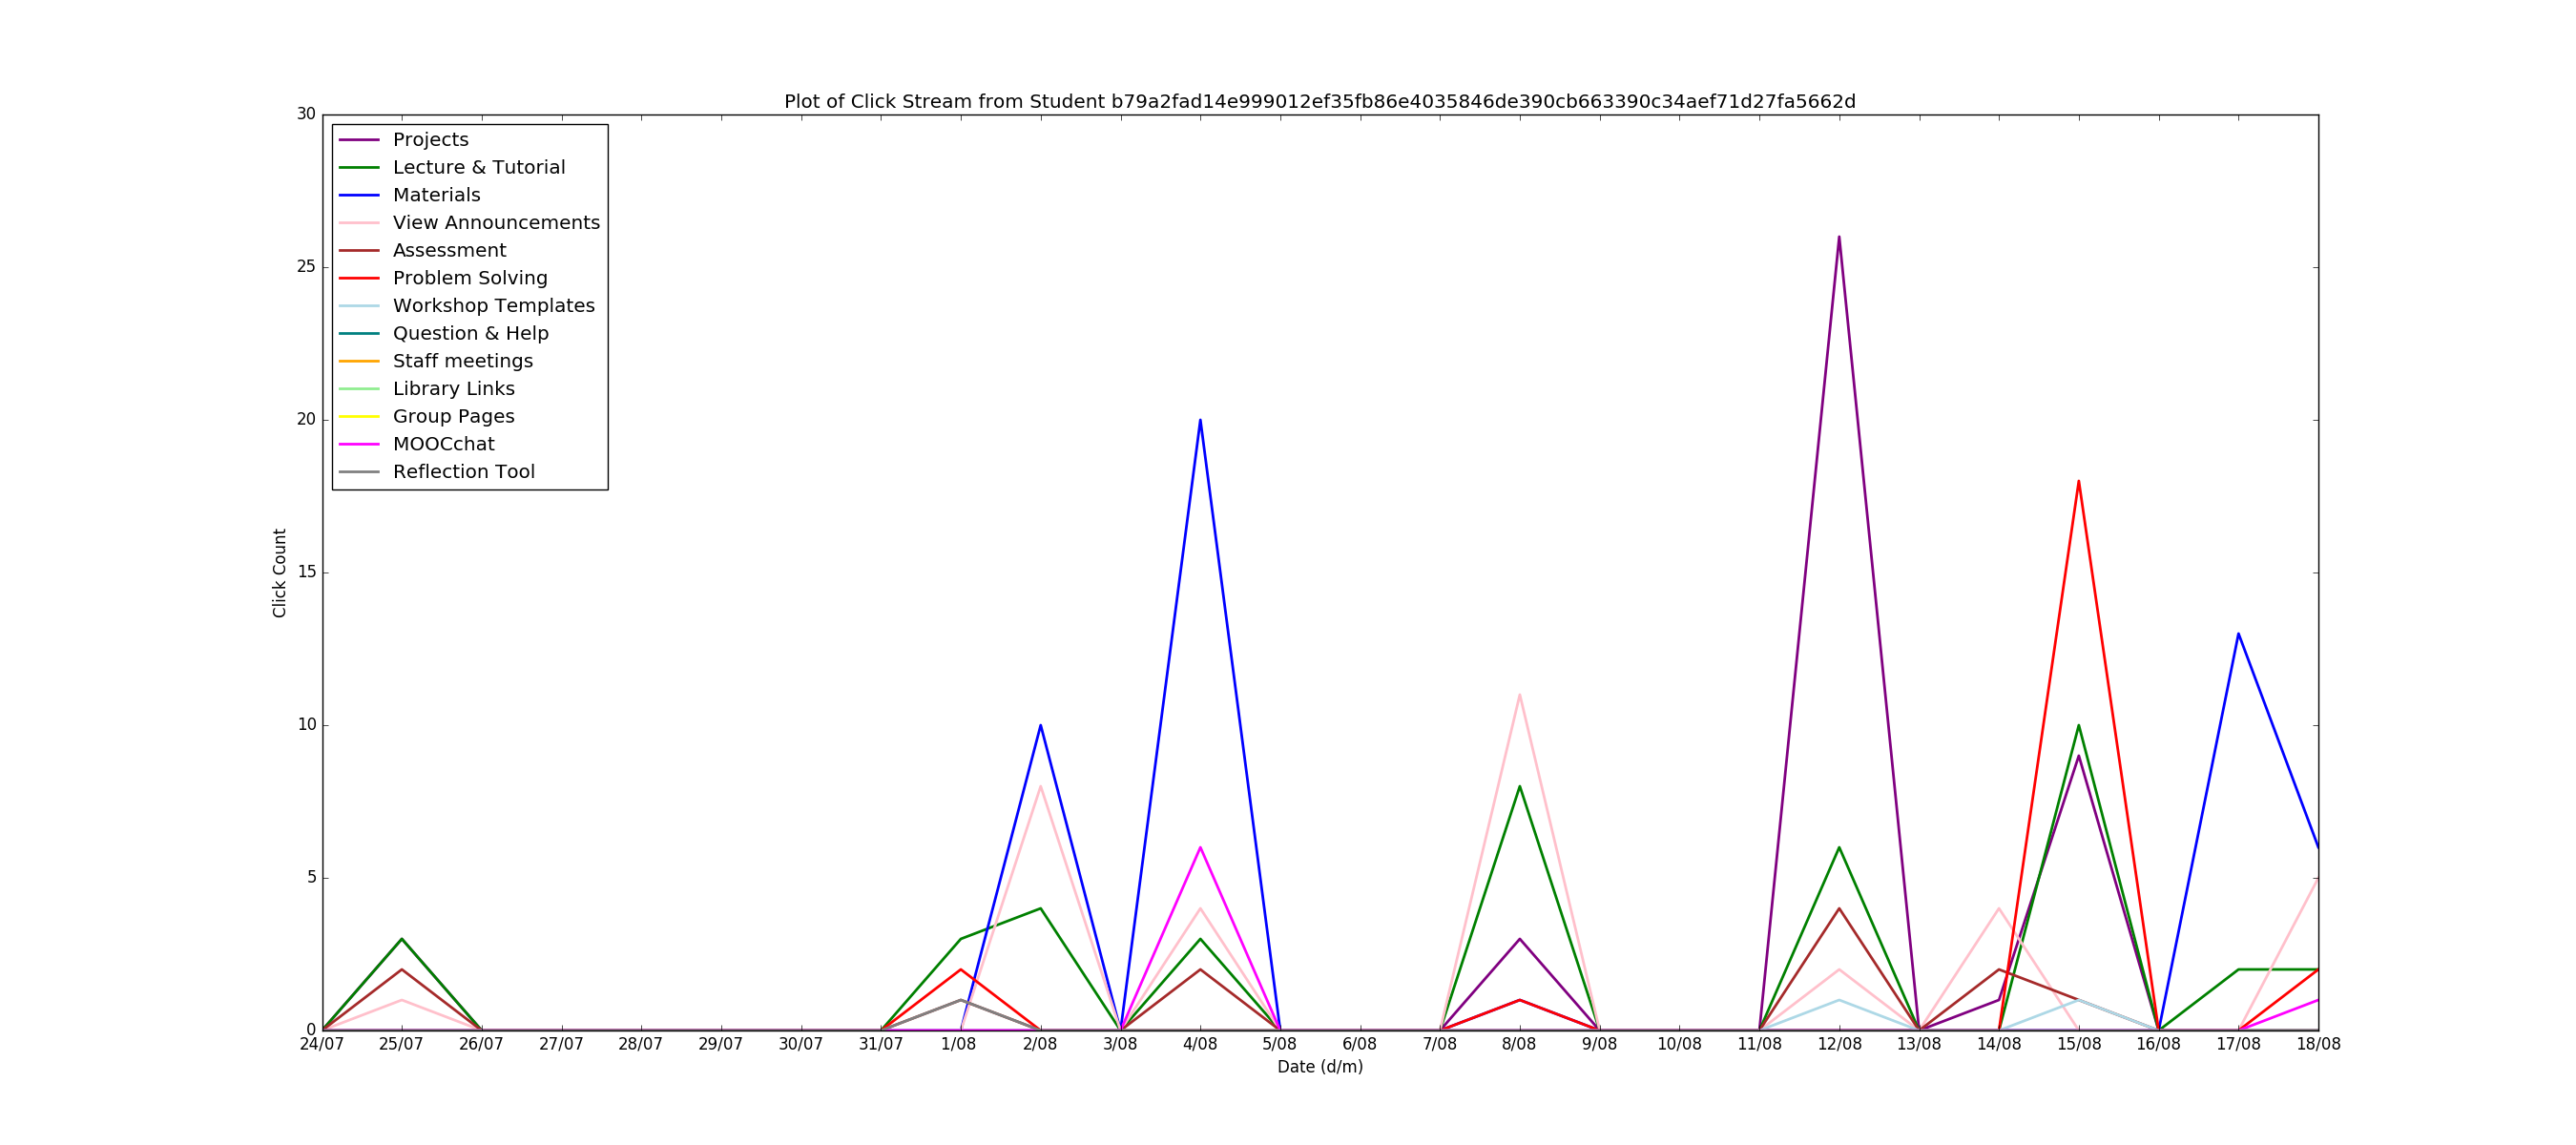 Plot of Click Stream from Student b79a2fad14e999012ef35fb86e4035846de390cb663390c34aef71d27fa5662d
30
25
20
15
10
5
0
Click Count
Projects
Lecture & Tutorial
Materials
View Announcements
Assessment
Problem Solving
Workshop Templates
Question & Help
Staff meetings
Library Links
Group Pages
MOOCchat
Reflection Tool
24/07 25/07 26/07 27/07 28/07 29/07 30/07 31/07 1/08 2/08 3/08 4/08 5/08 6/08 7/08 8/08 9/08 10/08 11/08 12/08 13/08 14/08 15/08 16/08 17/08 18/08
Date (d/m)